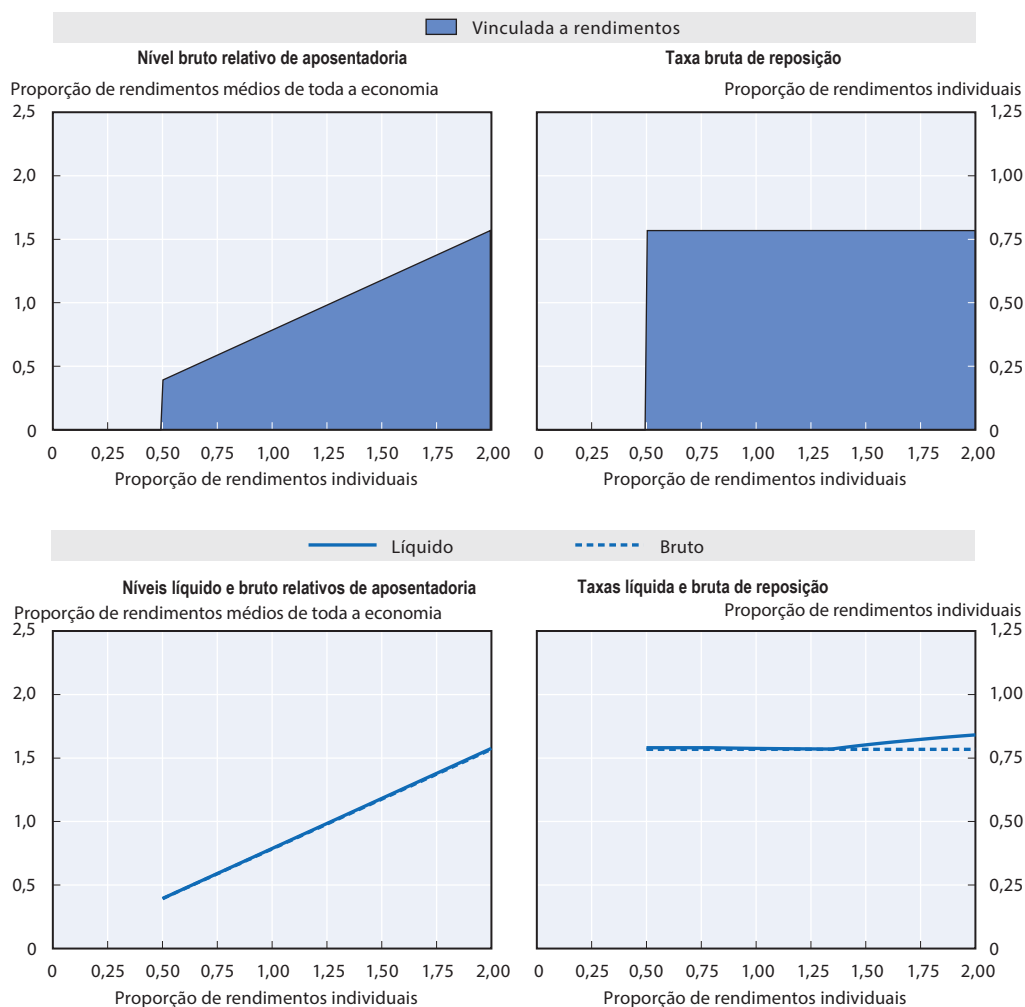 Vinculada a rendimentos
Nível bruto relativo de aposentadoria
Taxa bruta de reposição
Proporção de rendimentos médios de toda a economia
Proporção de rendimentos individuais
2,5
2,0
1,5
1,0
0,5
0
1,25
1,00
0,75
0,50
0,25
0
0 0,25 0,50 0,75 1,00 1,25 1,50 1,75 2,00
0 0,25 0,50 0,75 1,00 1,25 1,50 1,75 2,00
Proporção de rendimentos individuais
Proporção de rendimentos individuais
Líquido
Bruto
Níveis líquido e bruto relativos de aposentadoria
Taxas líquida e bruta de reposição
Proporção de rendimentos médios de toda a economia
Proporção de rendimentos individuais
2,5
2,0
1,5
1,0
0,5
0
1,25
1,00
0,75
0,50
0,25
0
0 0,25 0,50 0,75 1,00 1,25 1,50 1,75 2,00
0 0,25 0,50 0,75 1,00 1,25 1,50 1,75 2,00
Proporção de rendimentos individuais
Proporção de rendimentos individuais